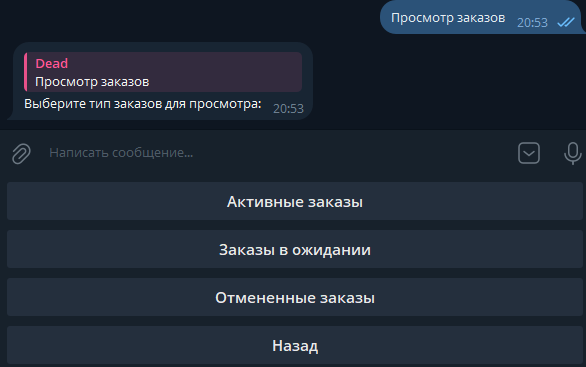 Просмотр заказов 20:53
Dead
Просмотр заказов
Выберите тип заказов для просмотра: 20:53
Написать сообщение...
Активные заказы
Заказы в ожидании
Отмененные заказы
Назад